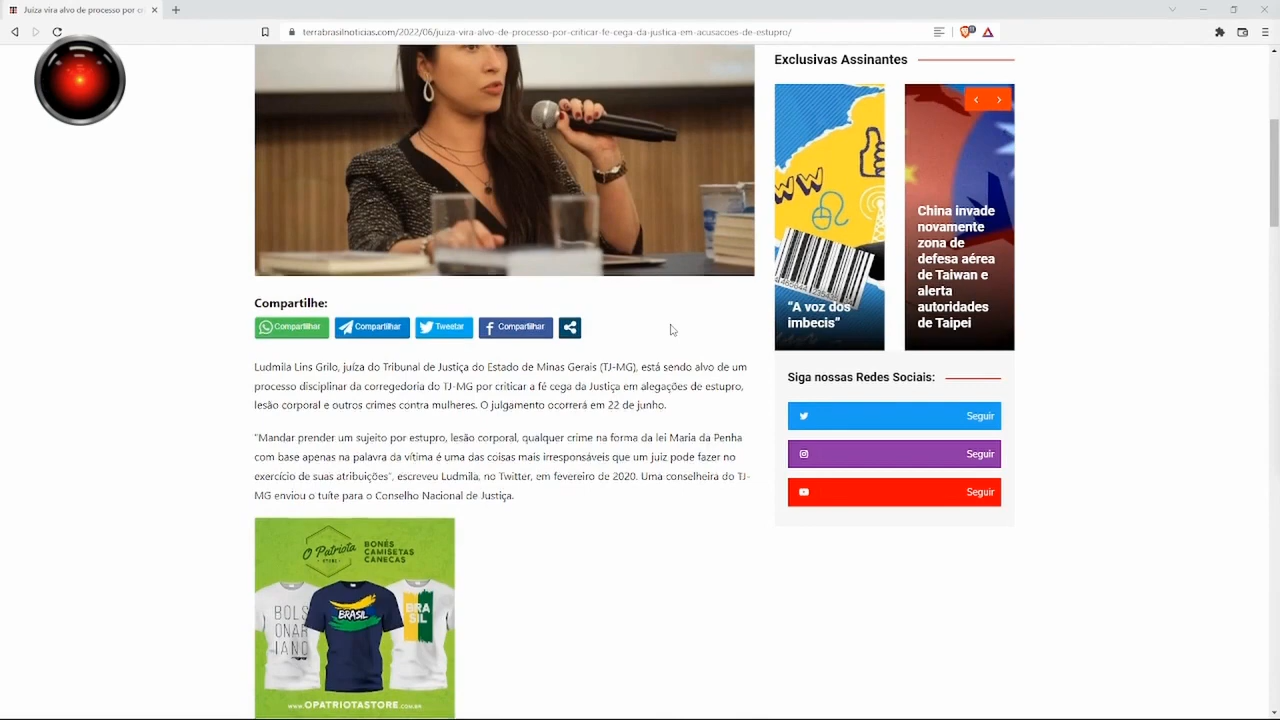 Juíza vira alvo de processo por cr
terrabrasilnoticias.com/2022/06/juiza-vira-alvo-de-processo-por-criticar-fe-cega-da-justica-em-acusacoes-de-estupro/
Exclusivas Assinantes
WW
“A voz dos
imbecis”
China invade
novamente
zona de
defesa aérea
de Taiwan e
alerta
autoridades
de Taipei
Compartilhe:
Compartilhar
Compartilhar
Tweetar
Compartilhar
Ludmila Lins Grilo, juíza do Tribunal de Justiça do Estado de Minas Gerais (TJ-MG), está sendo alvo de um
processo disciplinar da corregedoria do TJ-MG por criticar a fé cega da Justiça em alegações de estupro,
lesão corporal e outros crimes contra mulheres. O julgamento ocorrerá em 22 de junho.
“Mandar prender um sujeito por estupro, lesão corporal, qualquer crime na forma da lei Maria da Penha
com base apenas na palavra da vítima é uma das coisas mais irresponsáveis que um juiz pode fazer no
exercício de suas atribuições”, escreveu Ludmila, no Twitter, em fevereiro de 2020. Uma conselheira do TJ-
MG enviou o tuíte para o Conselho Nacional de Justiça.
Siga nossas Redes Sociais:
Seguir
Seguir
Seguir
O Patriota
STORE
BONÉS
CAMISETAS
CANECAS
BOLS
ONAR
IANO
BRASIL
BRA
SIL
WWW.OPATRIOTASTORE.COM.BR